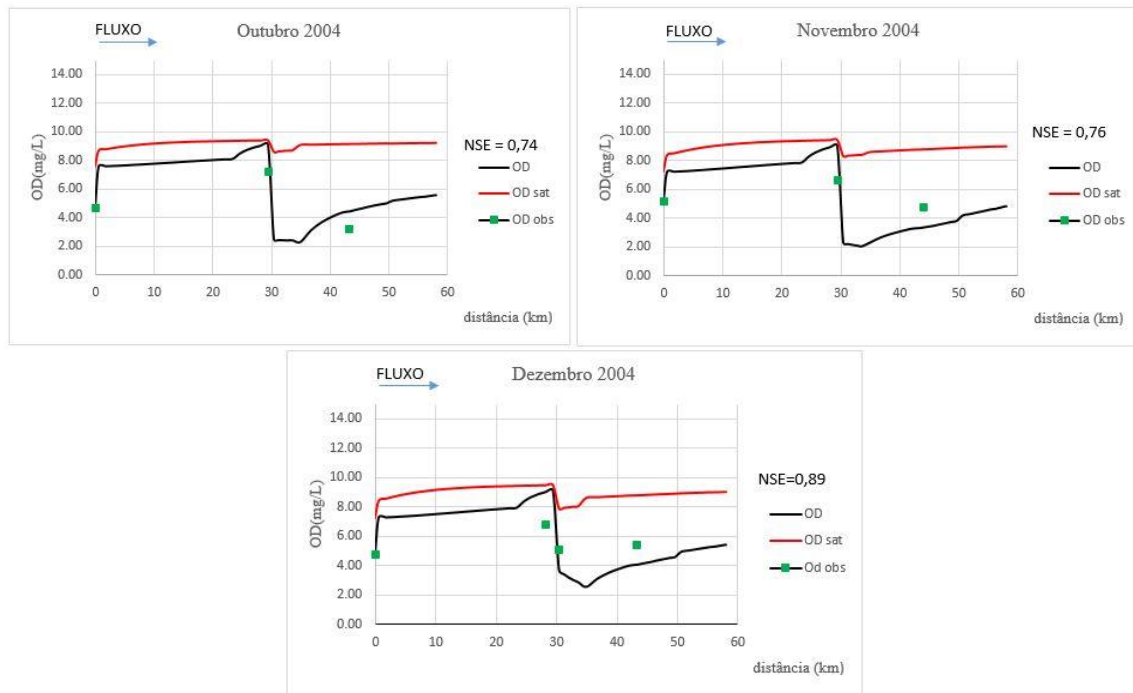 FLUXO
Outubro 2004
OD(mg/L)
14.00
12.00
10.00
8.00
6.00
4.00
2.00
0.00
0 10 20 30 40 50 60
distância (km)
NSE = 0,74
OD
OD sat
OD obs
FLUXO
Novembro 2004
OD(mg/L)
14.00
12.00
10.00
8.00
6.00
4.00
2.00
0.00
0 10 20 30 40 50 60
distância (km)
NSE = 0,76
OD
OD sat
OD obs
FLUXO
Dezembro 2004
OD(mg/L)
14.00
12.00
10.00
8.00
6.00
4.00
2.00
0.00
0 10 20 30 40 50 60
distância (km)
NSE=0,89
OD
OD sat
Od obs